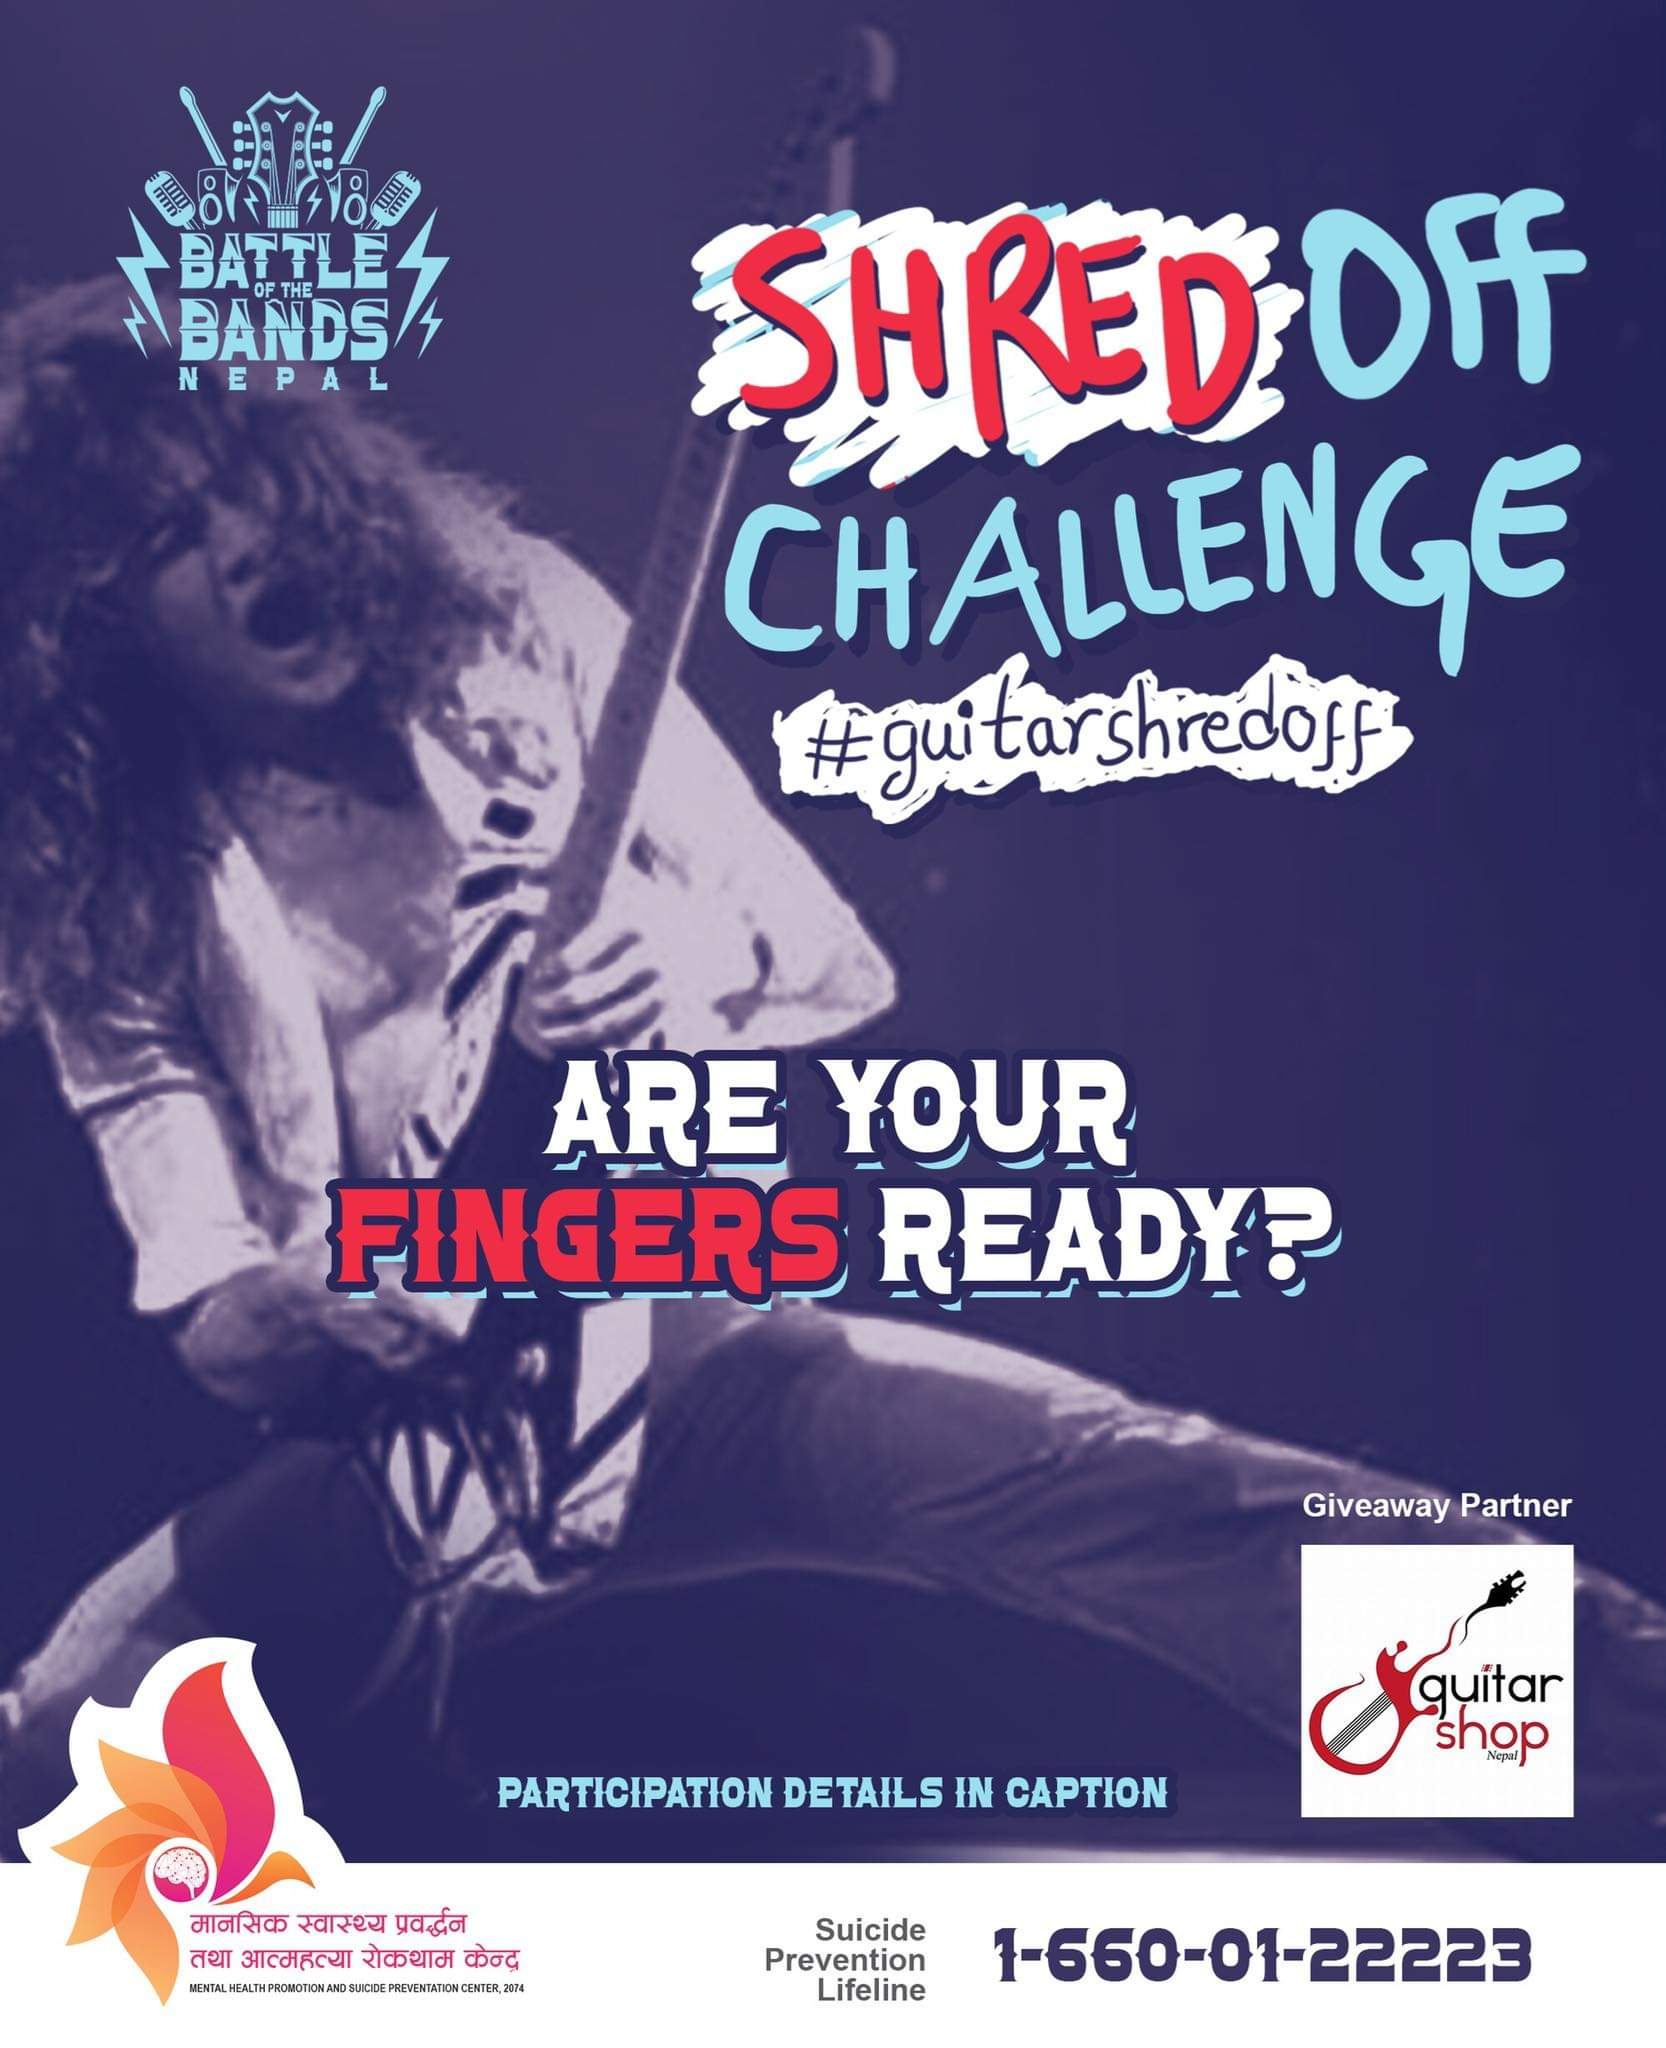 BATTLE
OF THE
BANDS
NEPAL
SHRED OFF
CHALLENGE
#guitarshredoff
ARE YOUR
FINGERS READY?
Giveaway Partner
guitar
shop
Nepal
PARTICIPATION DETAILS IN CAPTION
मानसिक स्वास्थ्य प्रवर्द्धन
तथा आत्महत्या रोकथाम केन्द्र
MENTAL HEALTH PROMOTION AND SUICIDE PREVENTATION CENTER, 2074
Suicide
Prevention
Lifeline
1-660-01-22223